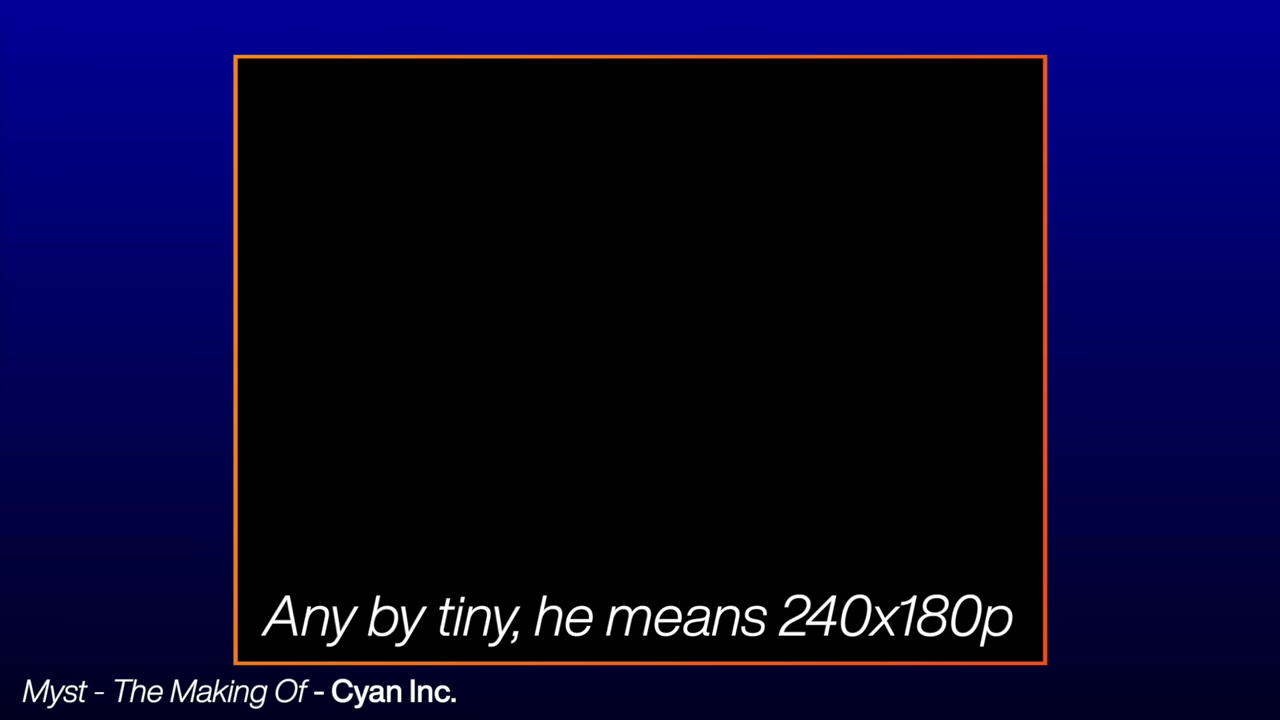 Any by tiny, he means 240x180p
Myst - The Making Of - Cyan Inc.